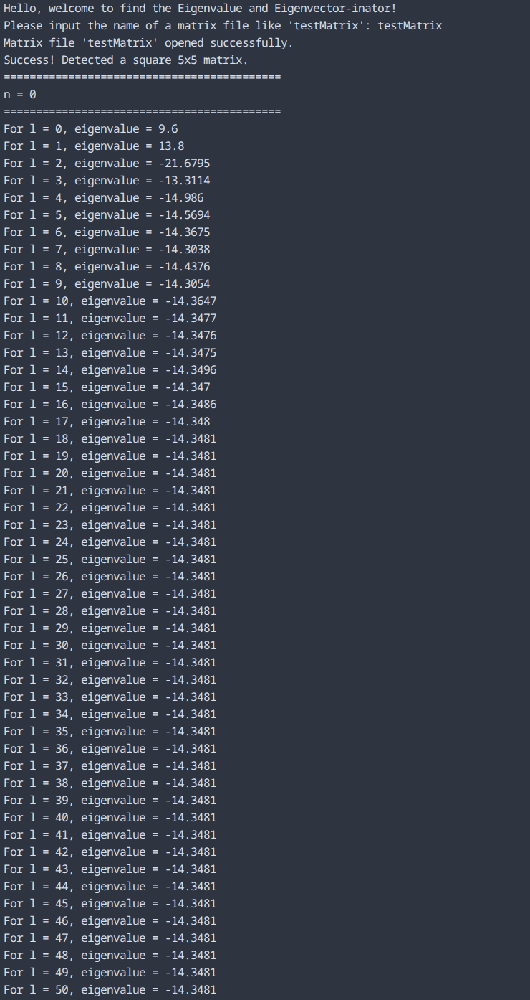 Hello, welcome to find the Eigenvalue and Eigenvector-inator!
Please input the name of a matrix file like 'testMatrix': testMatrix
Matrix file 'testMatrix' opened successfully.
Success! Detected a square 5x5 matrix.
===========================================
n = 0
===========================================
For l = 0, eigenvalue = 9.6
For l = 1, eigenvalue = 13.8
For l = 2, eigenvalue = -21.6795
For l = 3, eigenvalue = -13.3114
For l = 4, eigenvalue = -14.986
For l = 5, eigenvalue = -14.5694
For l = 6, eigenvalue = -14.3675
For l = 7, eigenvalue = -14.3038
For l = 8, eigenvalue = -14.4376
For l = 9, eigenvalue = -14.3054
For l = 10, eigenvalue = -14.3647
For l = 11, eigenvalue = -14.3477
For l = 12, eigenvalue = -14.3476
For l = 13, eigenvalue = -14.3475
For l = 14, eigenvalue = -14.3496
For l = 15, eigenvalue = -14.347
For l = 16, eigenvalue = -14.3486
For l = 17, eigenvalue = -14.348
For l = 18, eigenvalue = -14.3481
For l = 19, eigenvalue = -14.3481
For l = 20, eigenvalue = -14.3481
For l = 21, eigenvalue = -14.3481
For l = 22, eigenvalue = -14.3481
For l = 23, eigenvalue = -14.3481
For l = 24, eigenvalue = -14.3481
For l = 25, eigenvalue = -14.3481
For l = 26, eigenvalue = -14.3481
For l = 27, eigenvalue = -14.3481
For l = 28, eigenvalue = -14.3481
For l = 29, eigenvalue = -14.3481
For l = 30, eigenvalue = -14.3481
For l = 31, eigenvalue = -14.3481
For l = 32, eigenvalue = -14.3481
For l = 33, eigenvalue = -14.3481
For l = 34, eigenvalue = -14.3481
For l = 35, eigenvalue = -14.3481
For l = 36, eigenvalue = -14.3481
For l = 37, eigenvalue = -14.3481
For l = 38, eigenvalue = -14.3481
For l = 39, eigenvalue = -14.3481
For l = 40, eigenvalue = -14.3481
For l = 41, eigenvalue = -14.3481
For l = 42, eigenvalue = -14.3481
For l = 43, eigenvalue = -14.3481
For l = 44, eigenvalue = -14.3481
For l = 45, eigenvalue = -14.3481
For l = 46, eigenvalue = -14.3481
For l = 47, eigenvalue = -14.3481
For l = 48, eigenvalue = -14.3481
For l = 49, eigenvalue = -14.3481
For l = 50, eigenvalue = -14.3481